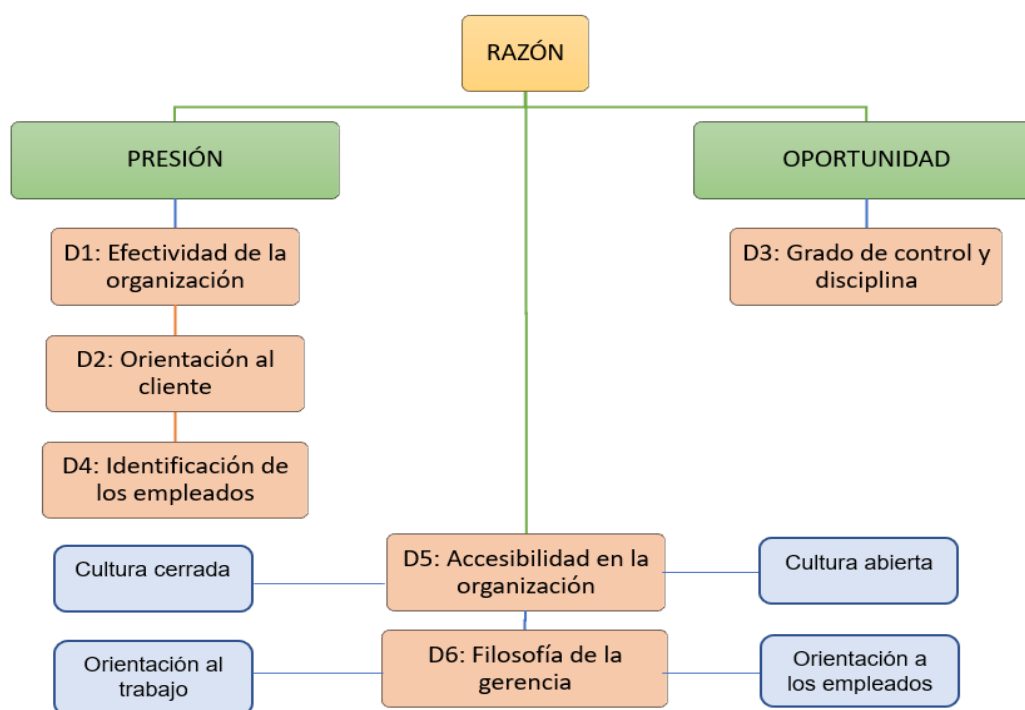 RAZÓN
PRESIÓN
OPORTUNIDAD
D1: Efectividad de la
organización
D3: Grado de control y
disciplina
D2: Orientación al
cliente
D4: Identificación de
los empleados
Cultura cerrada
D5: Accesibilidad en la
organización
Cultura abierta
Orientación al
trabajo
D6: Filosofía de la
gerencia
Orientación a
los empleados